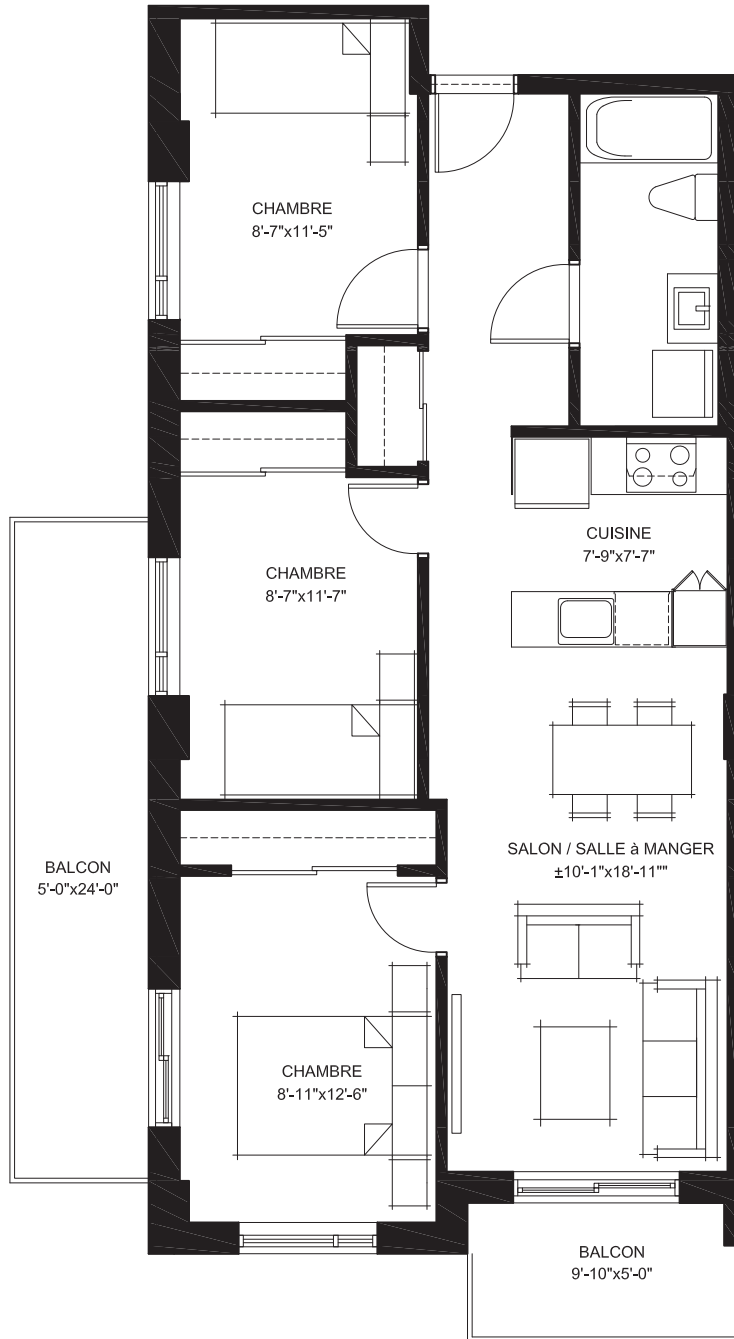 CHAMBRE
8'-7"x11'-5"
CUISINE
7'-9"x7'-7"
CHAMBRE
8'-7"x11'-7"
SALON / SALLE à MANGER
±10'-1"x18'-11""
BALCON
5'-0"x24'-0"
CHAMBRE
8'-11"x12'-6"
BALCON
9'-10"x5'-0"